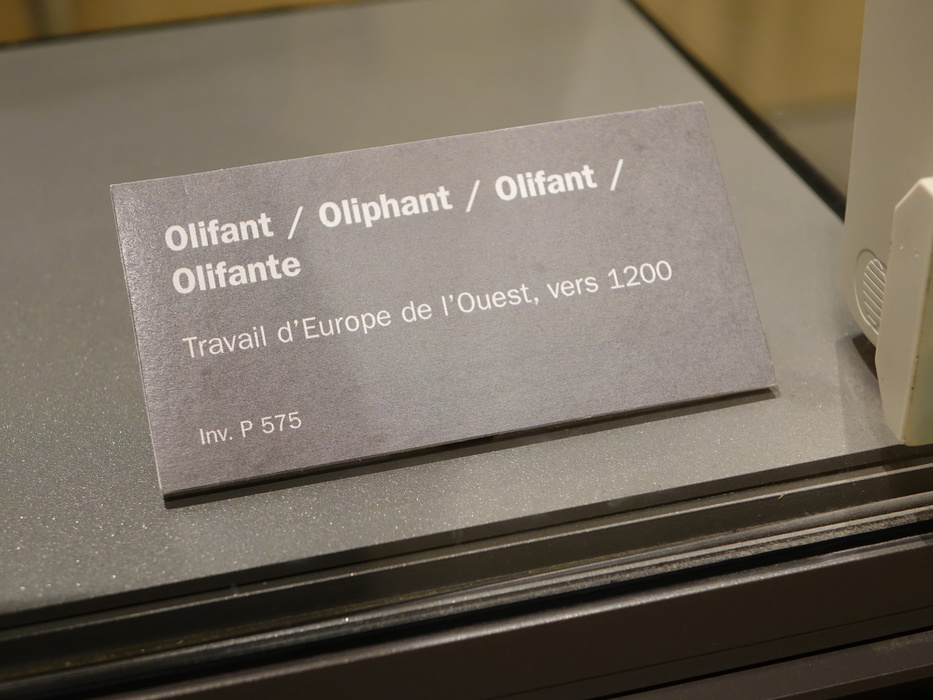 Olifant / Oliphant / Olifant /
Olifante
Travail d'Europe de l'Ouest, vers 1200
Inv. P 575